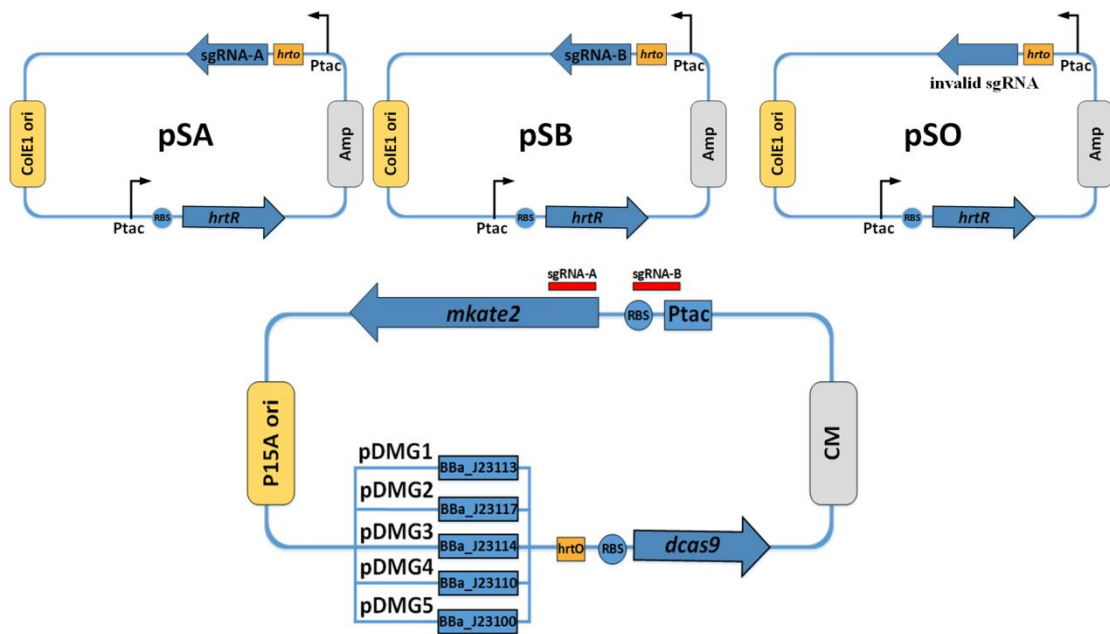 sgRNA-A hrto
Ptac
ColE1 ori
pSA
Amp
Ptac
RBS
hrtR
sgRNA-B hrto
Ptac
ColE1 ori
pSB
Amp
Ptac
RBS
hrtR
hrto
Ptac
invalid sgRNA
ColE1 ori
pSO
Amp
Ptac
RBS
hrtR
sgRNA-A
sgRNA-B
mkate2
RBS
Ptac
P15A ori
CM
pDMG1
BBa_J23113
pDMG2
BBa_J23117
pDMG3
BBa_J23114
pDMG4
BBa_J23110
pDMG5
BBa_J23100
hrtO
RBS
dcas9